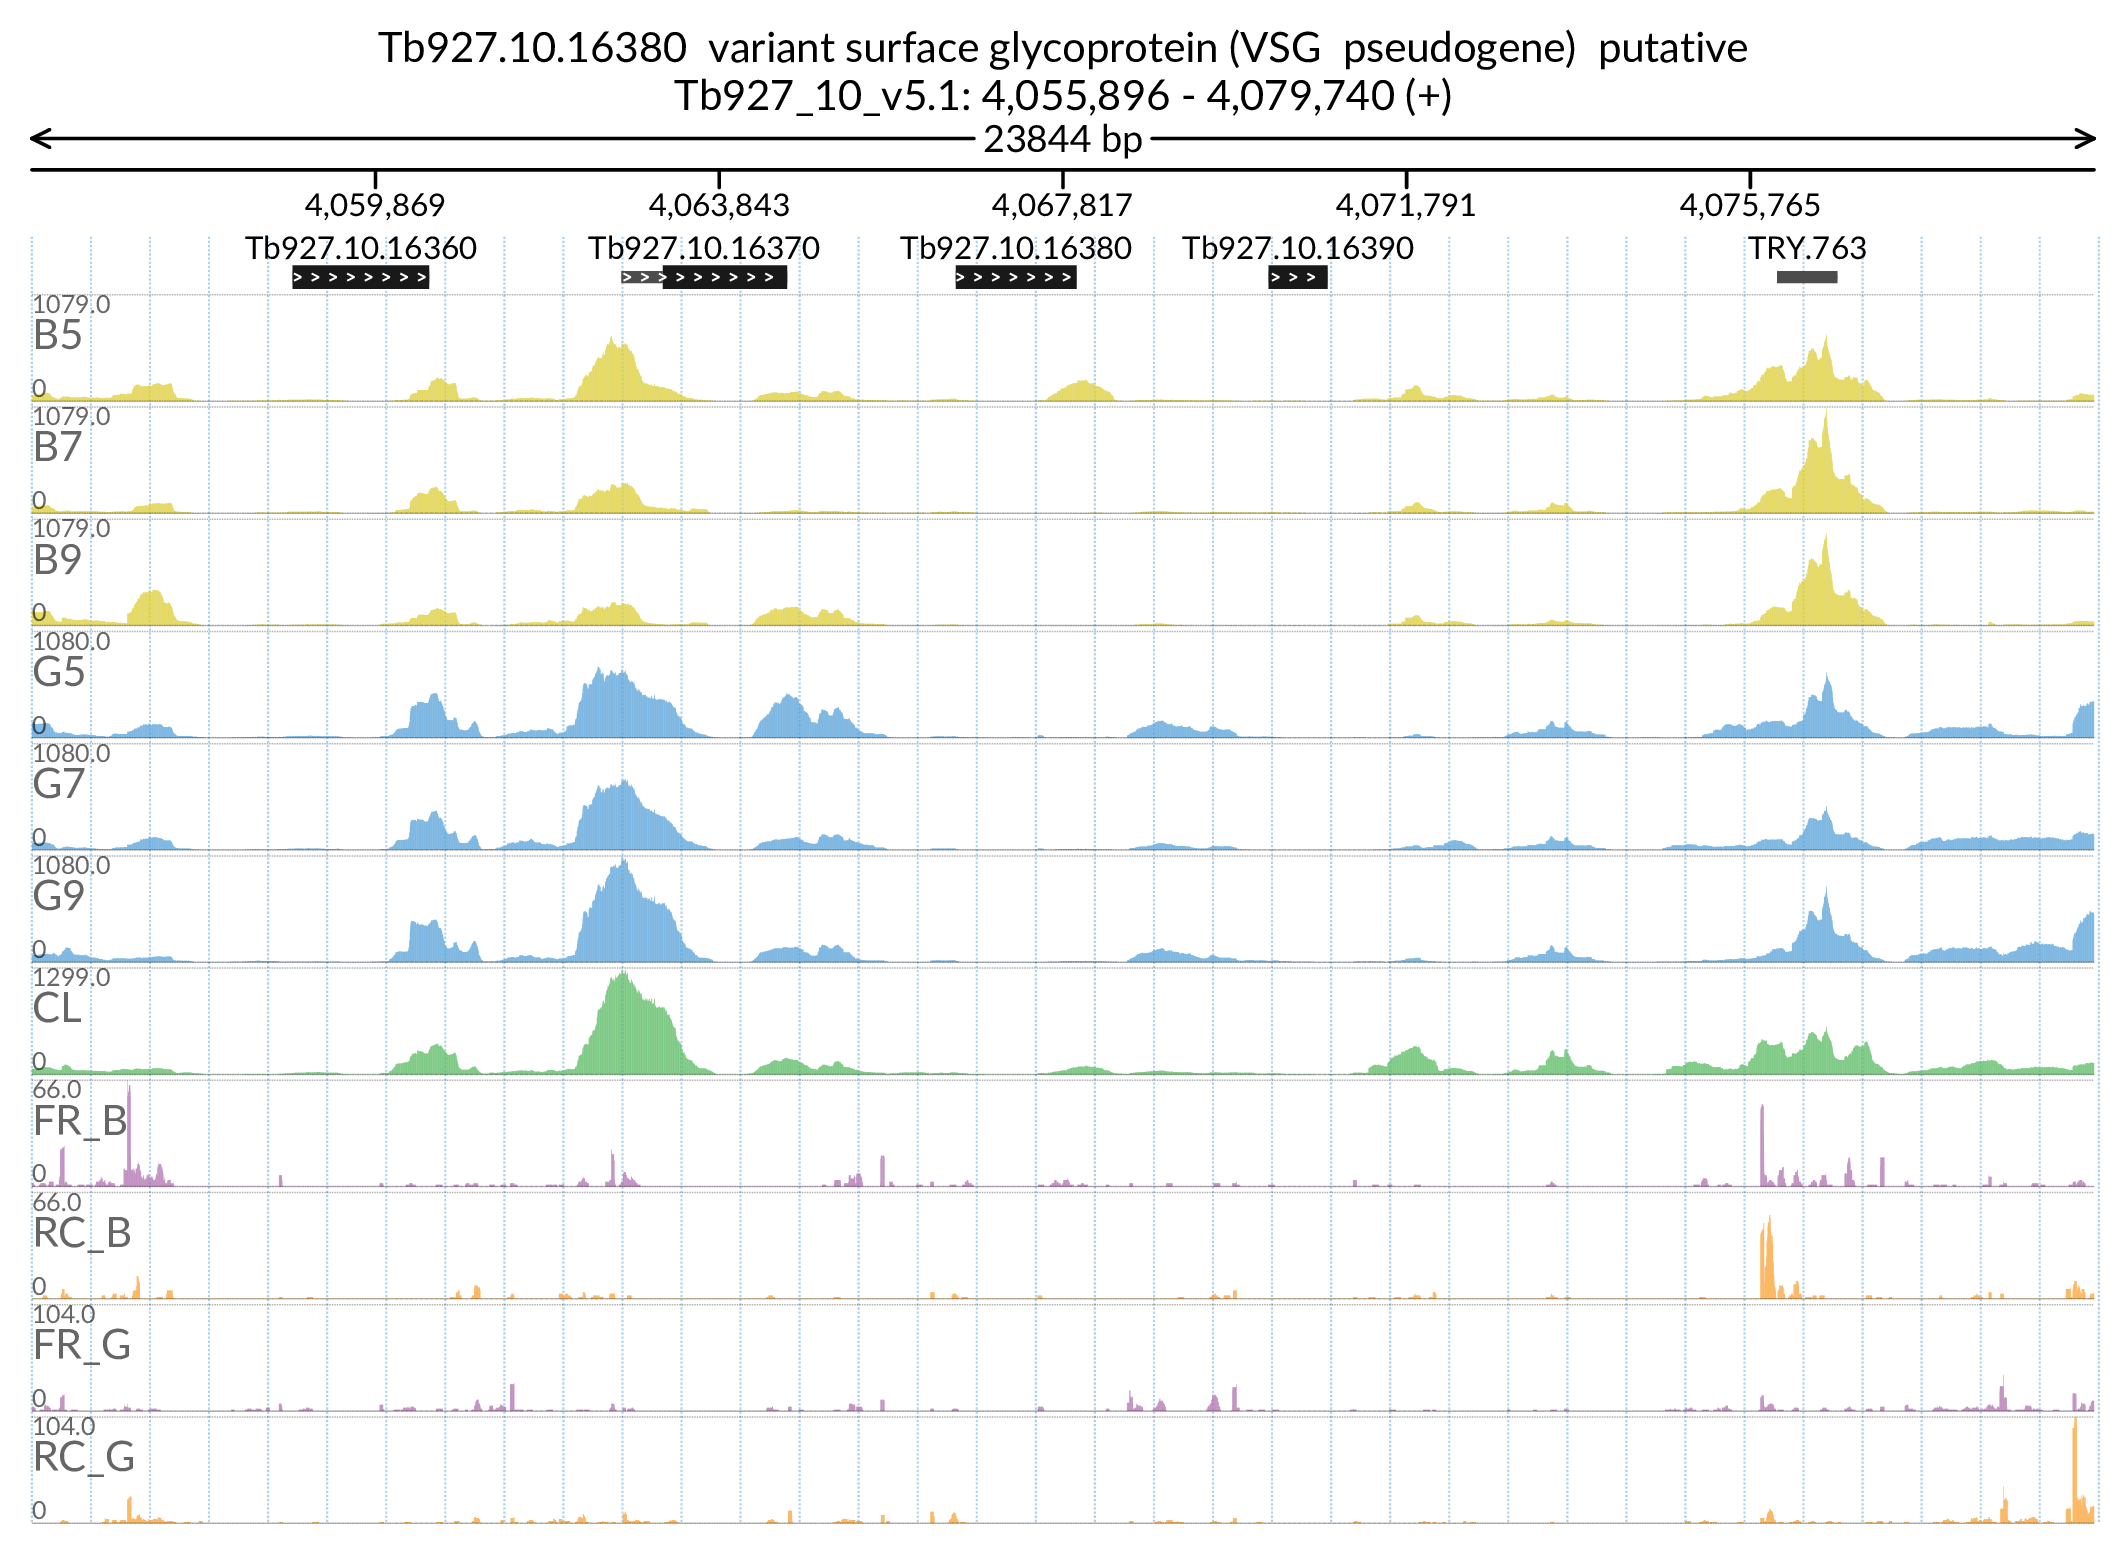 Tb927.10.16380 variant surface glycoprotein (VSG pseudogene) putative
Tb927_10_v5.1: 4,055,896 - 4,079,740 (+)
23844 bp
4,059,869 4,063,843 4,067,817 4,071,791 4,075,765
Tb927.10.16360 Tb927.10.16370 Tb927.10.16380 Tb927.10.16390 TRY.763
1079.0
B5
0
1079.0
B7
0
1079.0
B9
0
1080.0
G5
0
1080.0
G7
0
1080.0
G9
0
1299.0
CL
0
66.0
FR_B
0
66.0
RC_B
0
104.0
FR_G
0
104.0
RC_G
0